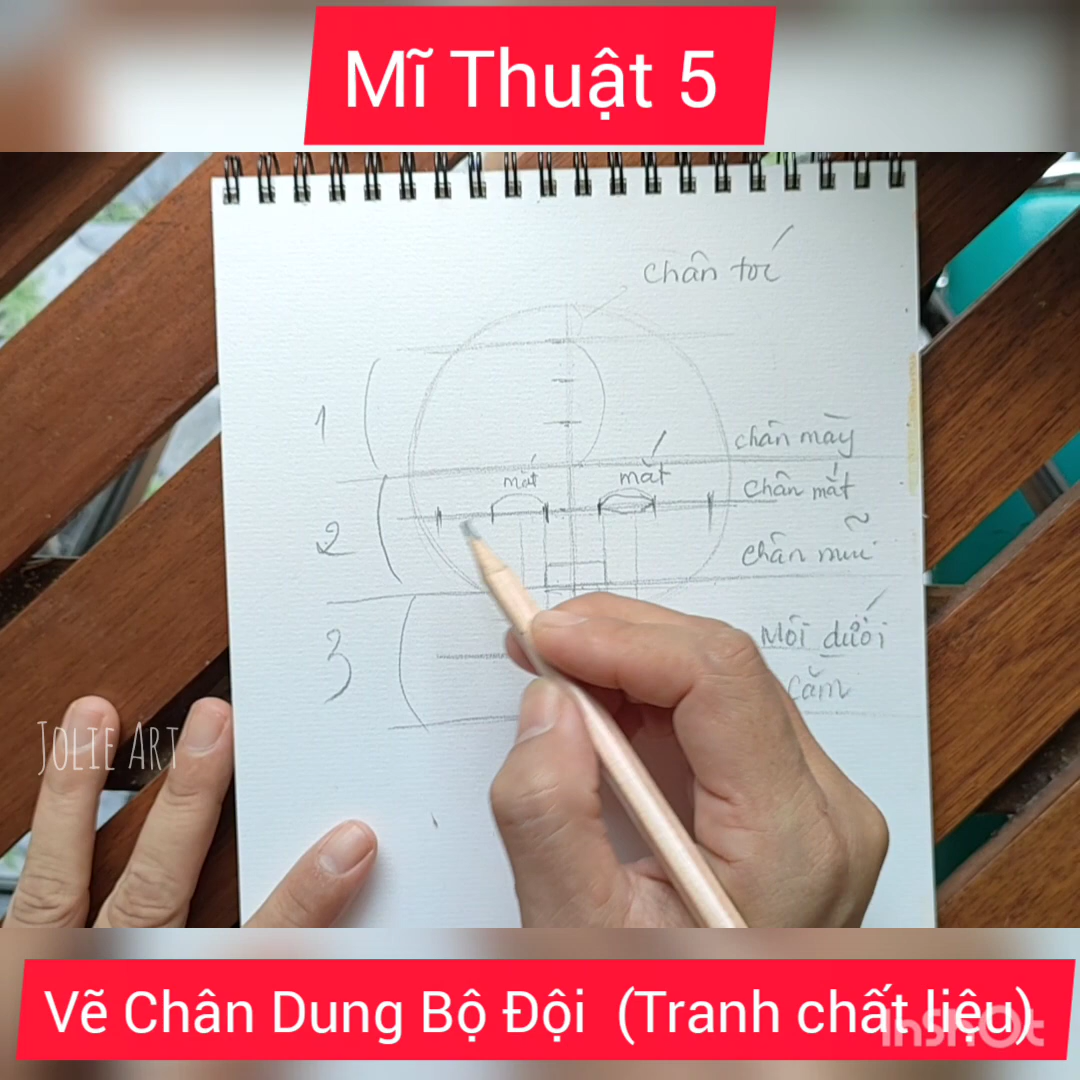 Mĩ Thuật 5
chân tóc
1
chân mày
mắt
mắt
chân mắt
2
chân mũi
3
Môi dưới
cằm
JOLIE ART
Vẽ Chân Dung Bộ Đội (Tranh chất liệu)
InShOt